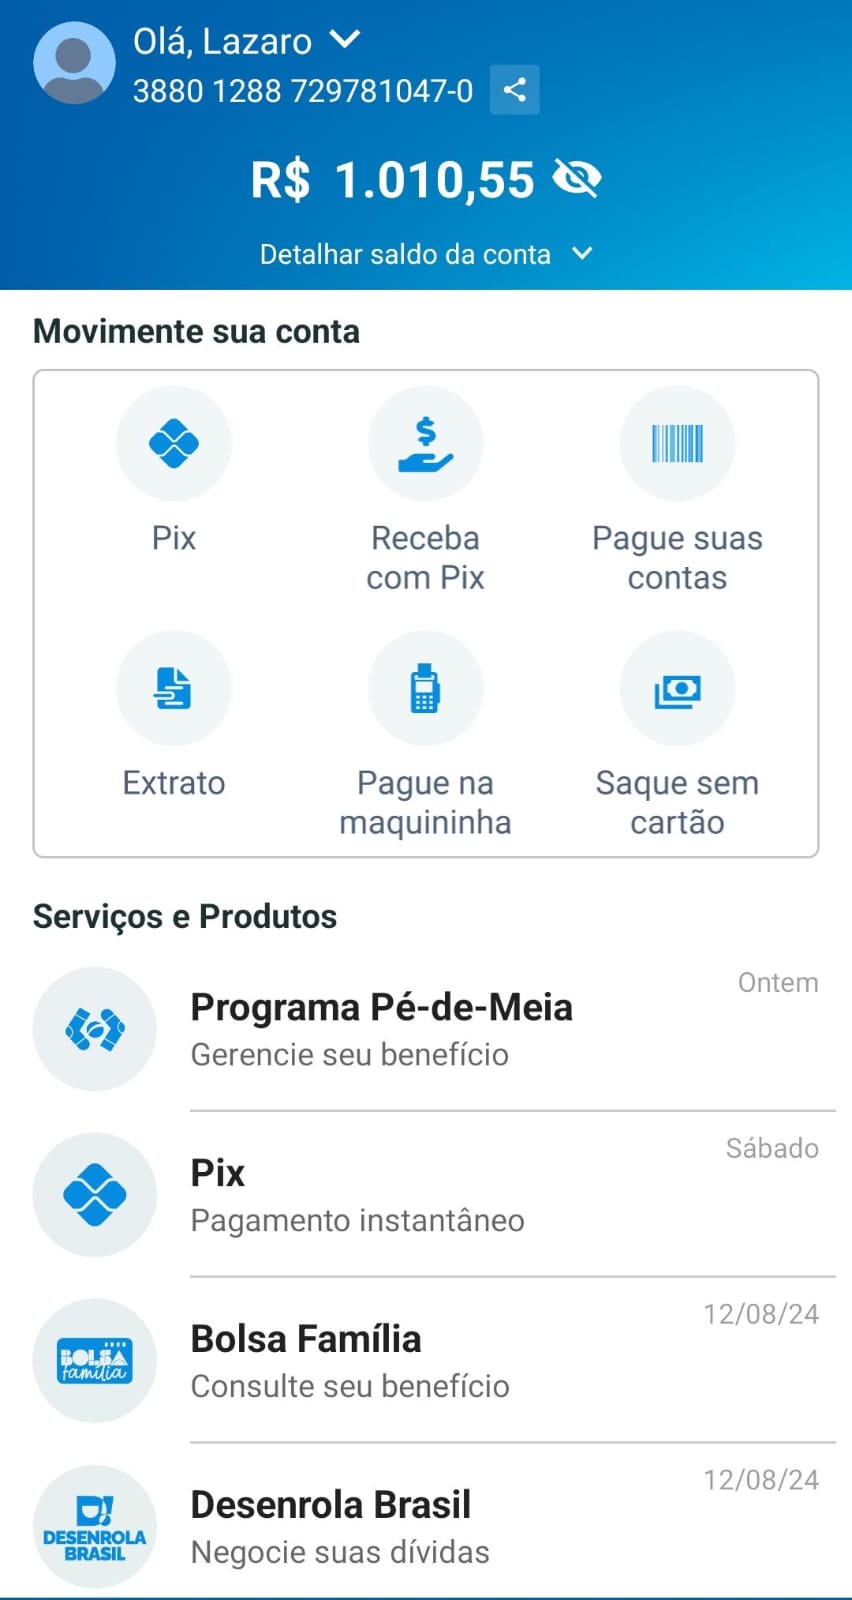 Olá, Lazaro
3880 1288 729781047-0
R$ 1.010,55
Detalhar saldo da conta
Movimente sua conta
Pix
Receba
com Pix
Pague suas
contas
Extrato
Pague na
maquininha
Saque sem
cartão
Serviços e Produtos
Ontem
Programa Pé-de-Meia
Gerencie seu benefício
Sábado
Pix
Pagamento instantâneo
12/08/24
BOLSA
família
Bolsa Família
Consulte seu benefício
12/08/24
D!
DESENROLA
BRASIL
Desenrola Brasil
Negocie suas dívidas